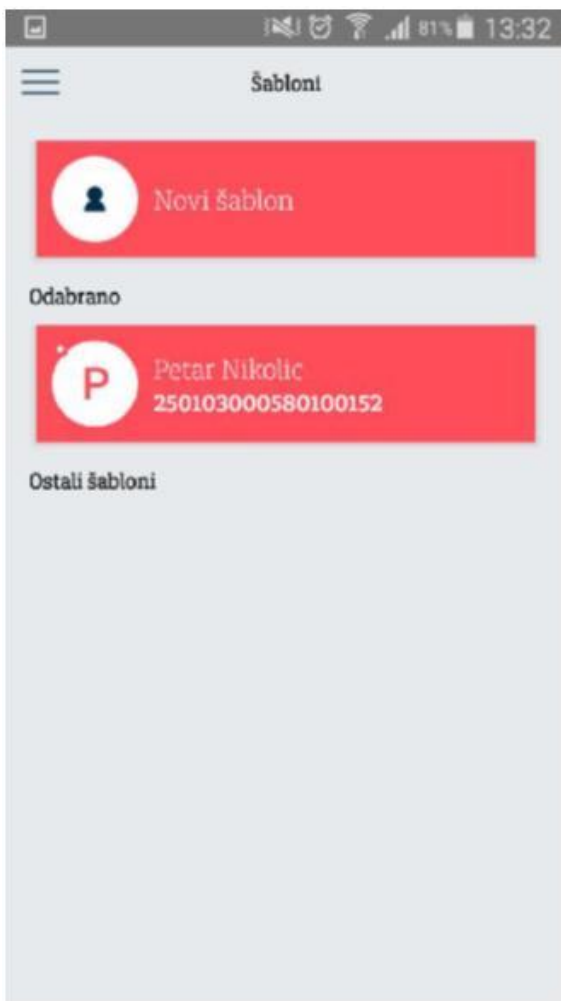 81% 13:32
Šabloni
Novi šablon
Odabrano
P
Petar Nikolic
250103000580100152
Ostali šabloni